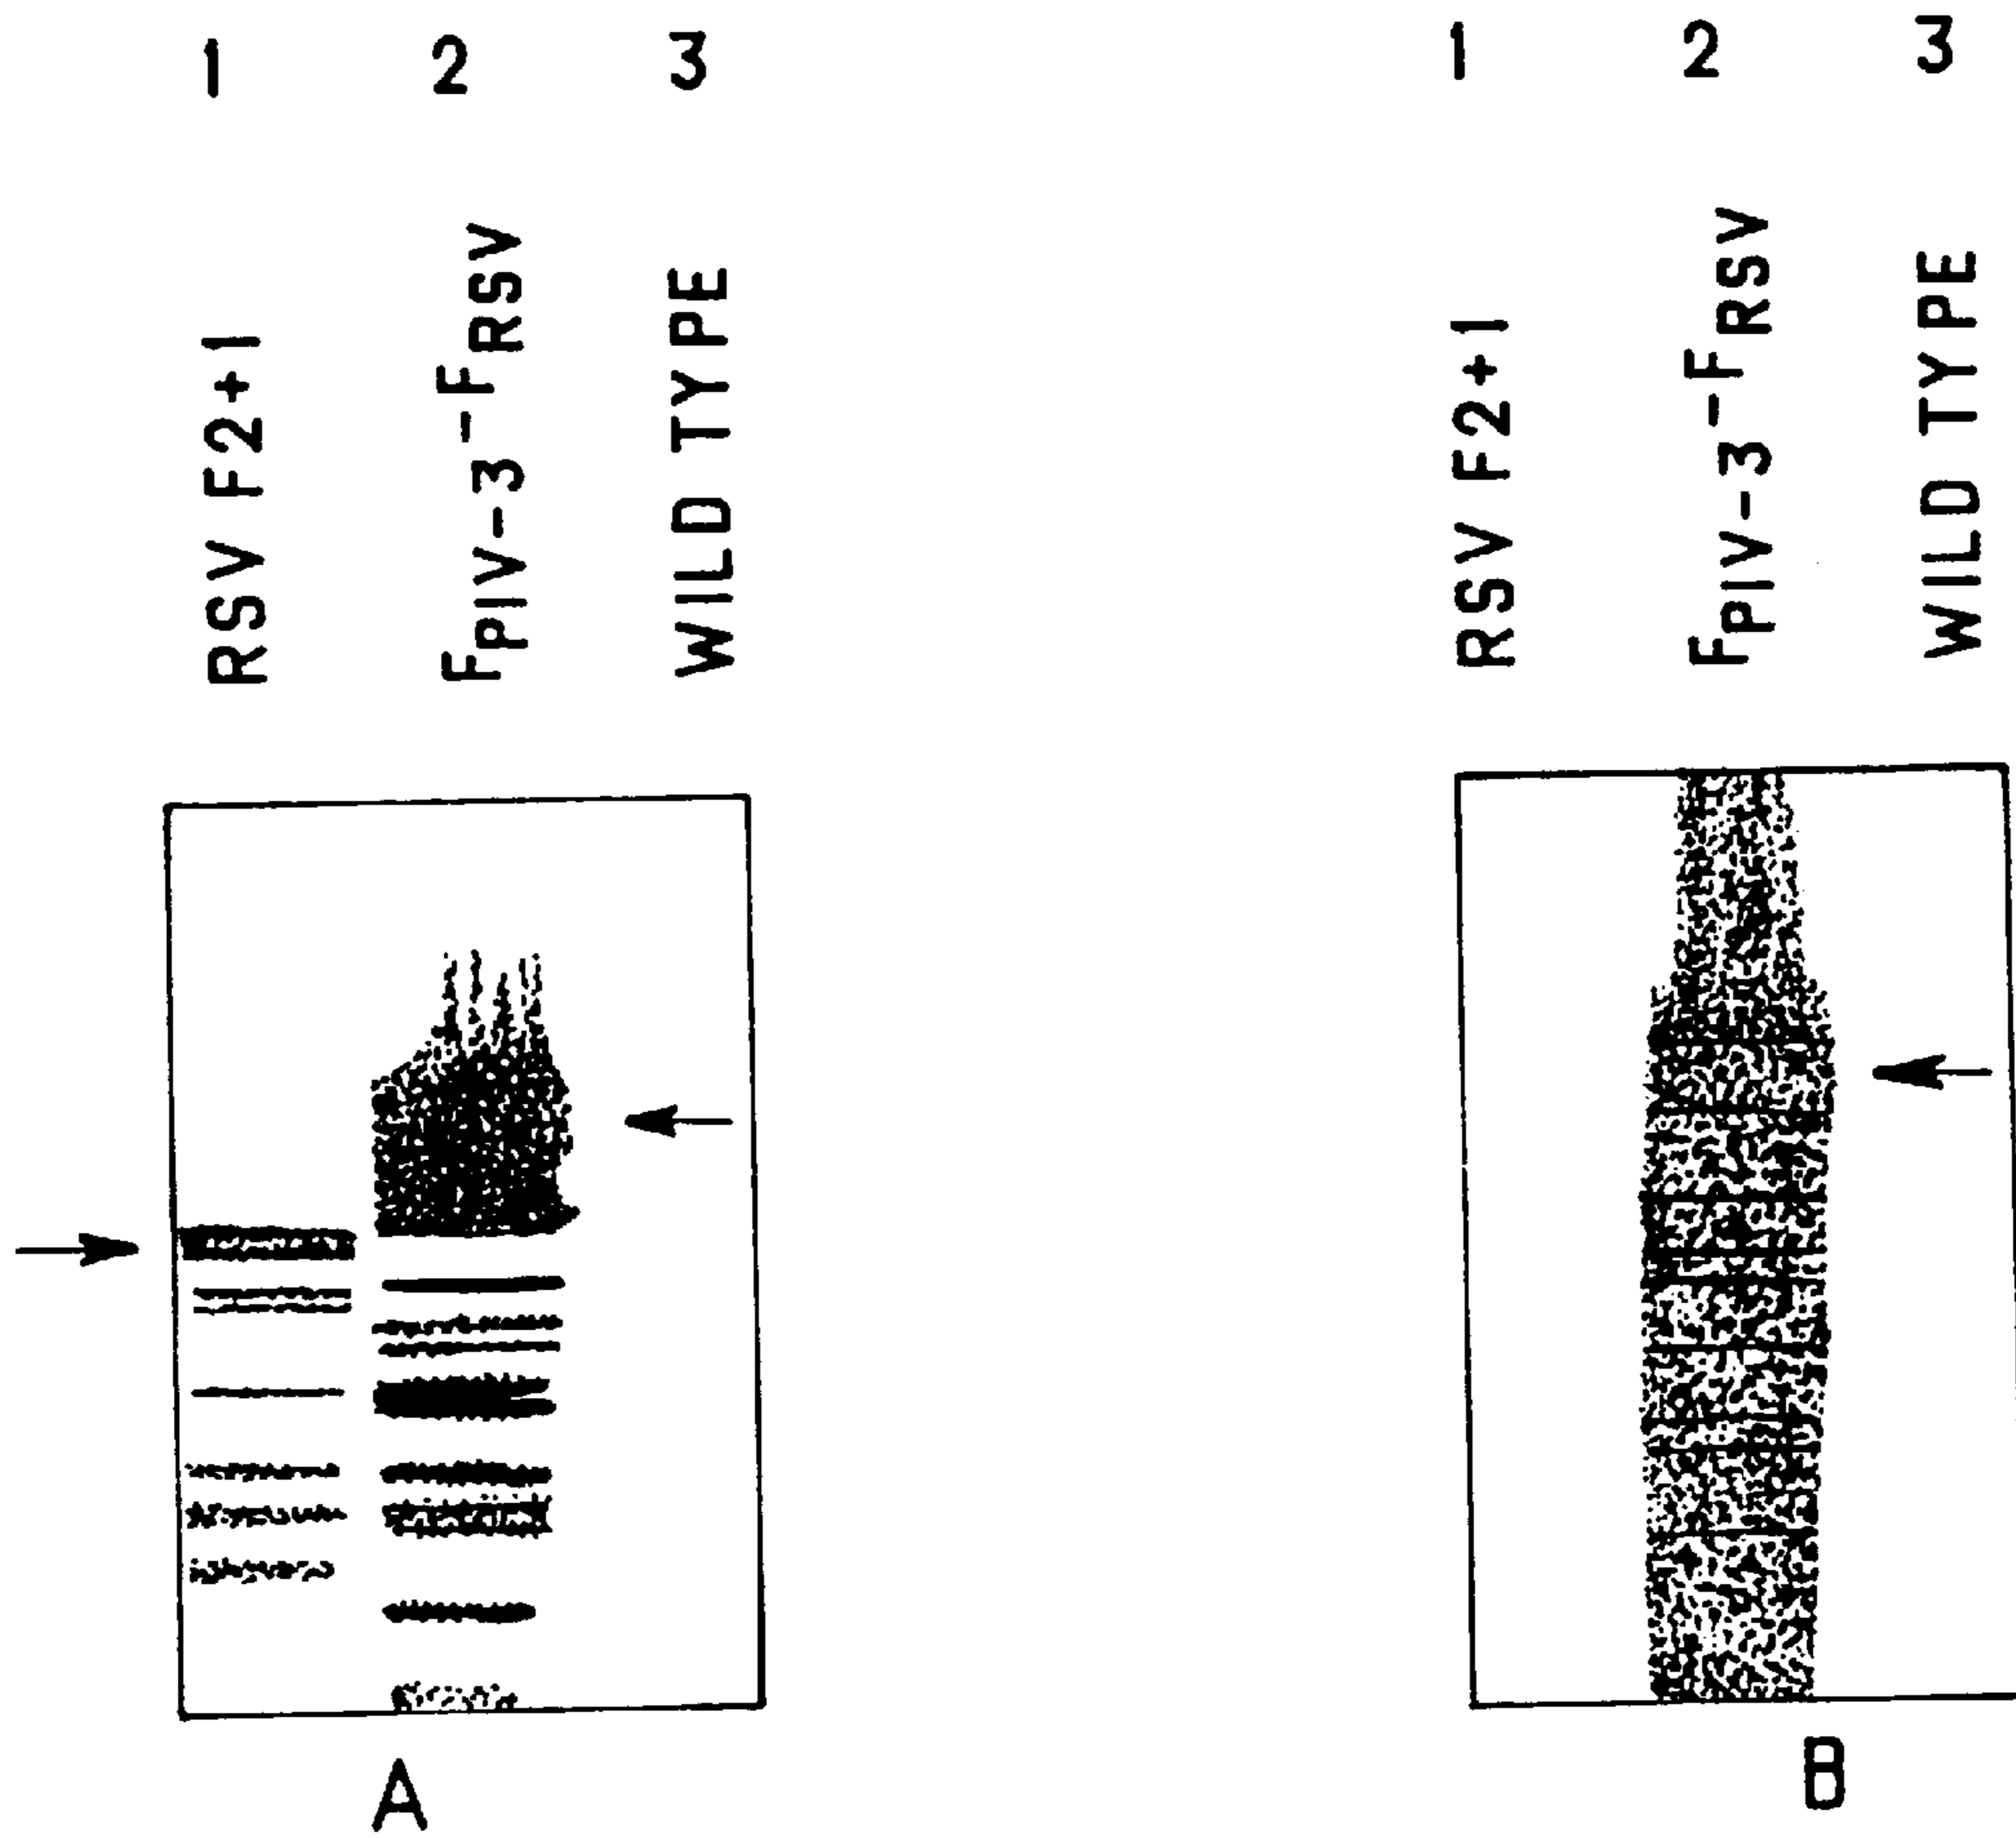 1 2 3
RSV F2+1
FPIV-3-FRSV
WILD TYPE
A
1 2 3
RSV F2+1
FPIV-3-FRSV
WILD TYPE
B